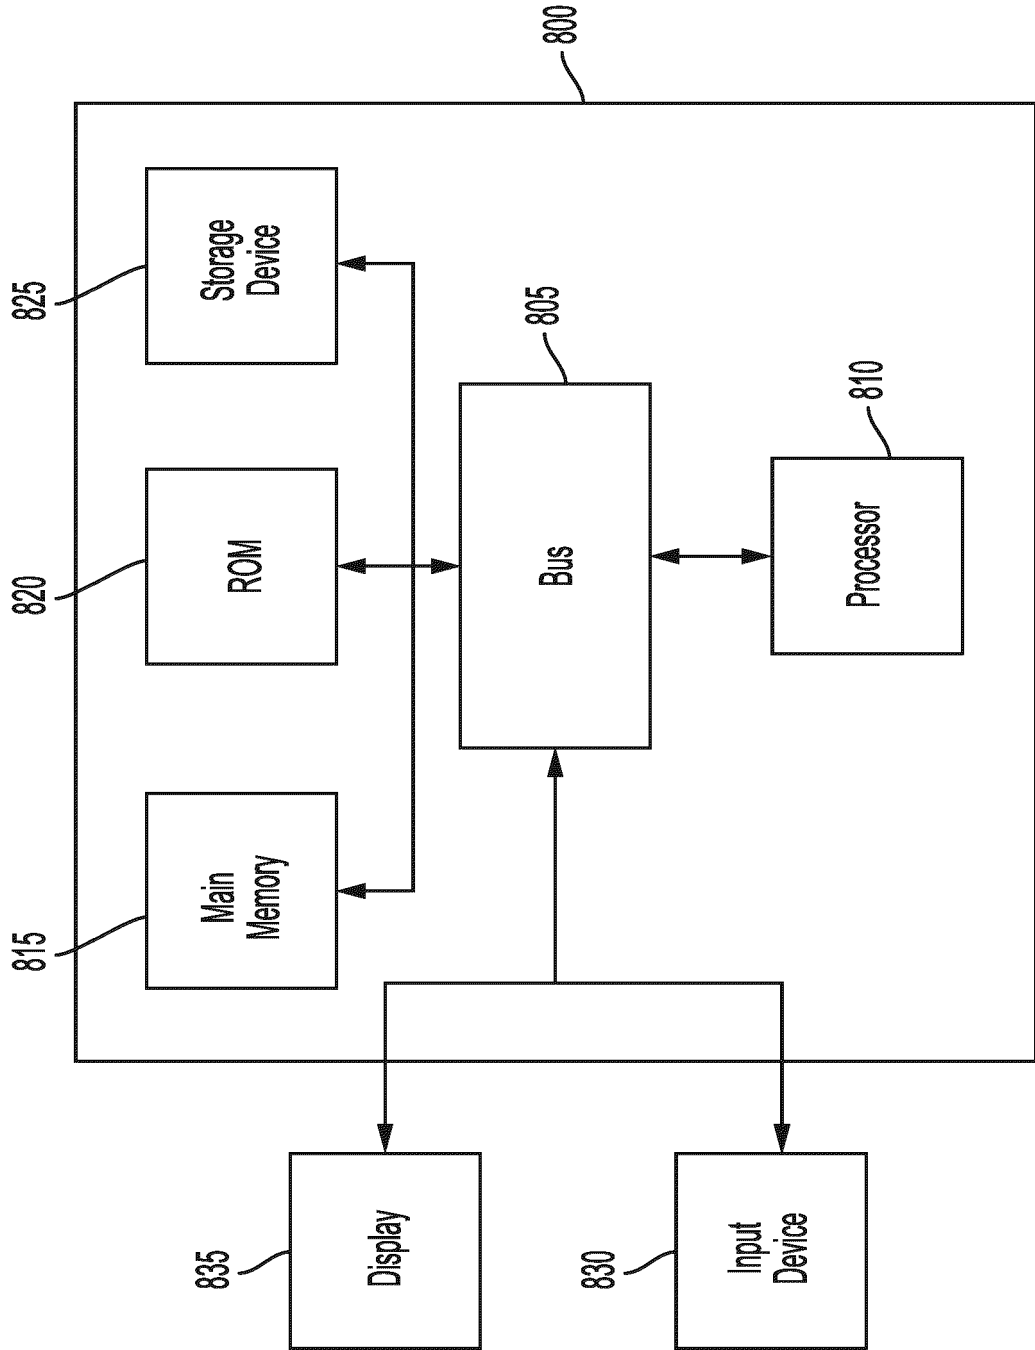 800
815
820
825
Main
Memory
ROM
Storage
Device
835
Display
805
Bus
830
Input
Device
810
Processor